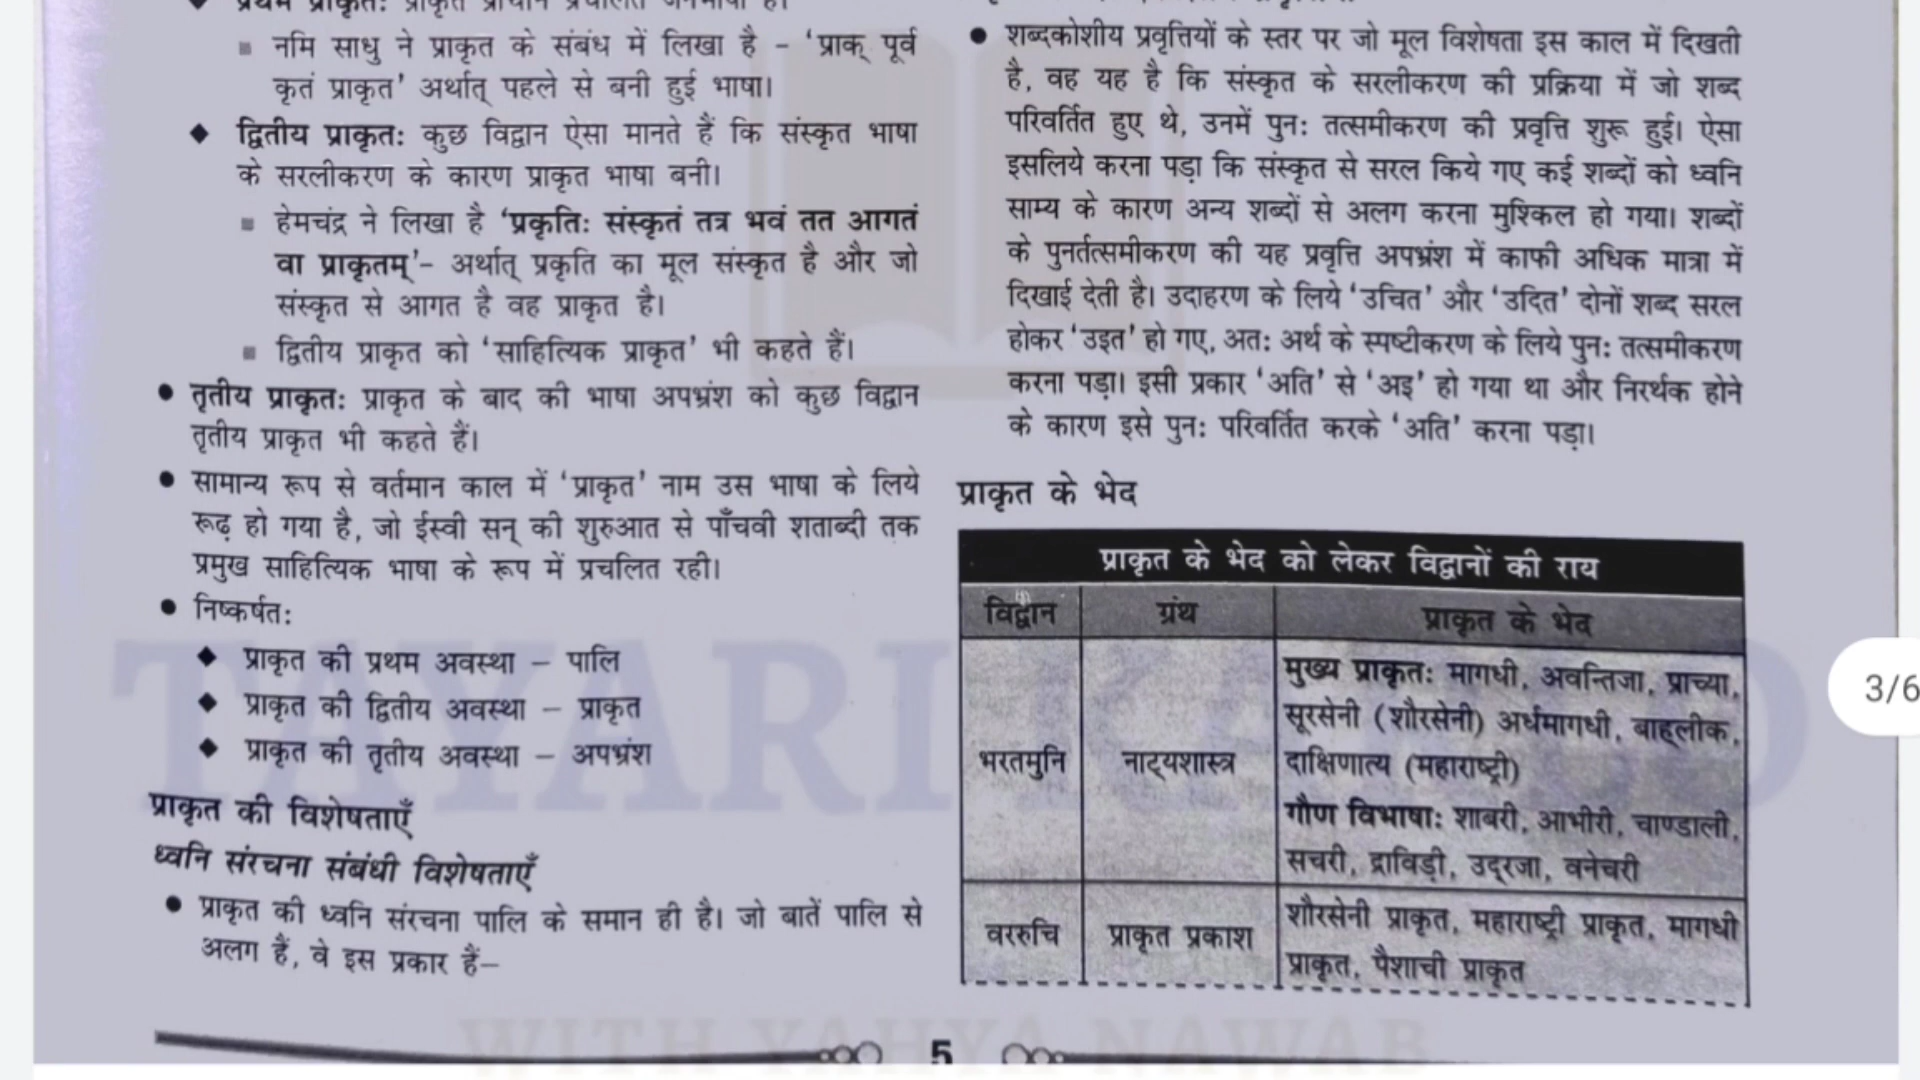 प्रथम प्राकृत: प्राकृत प्राचीन प्रचलित जनभाषा है।
▪ नमि साधु ने प्राकृत के संबंध में लिखा है – ‘प्राक् पूर्व
कृतं प्राकृत’ अर्थात् पहले से बनी हुई भाषा।
◆ द्वितीय प्राकृत: कुछ विद्वान ऐसा मानते हैं कि संस्कृत भाषा
के सरलीकरण के कारण प्राकृत भाषा बनी।
▪ हेमचंद्र ने लिखा है ‘प्रकृति: संस्कृतं तत्र भवं तत आगतं
वा प्राकृतम्’– अर्थात् प्रकृति का मूल संस्कृत है और जो
संस्कृत से आगत है वह प्राकृत है।
▪ द्वितीय प्राकृत को ‘साहित्यिक प्राकृत’ भी कहते हैं।
● तृतीय प्राकृत: प्राकृत के बाद की भाषा अपभ्रंश को कुछ विद्वान
तृतीय प्राकृत भी कहते हैं।
● सामान्य रूप से वर्तमान काल में ‘प्राकृत’ नाम उस भाषा के लिये
रूढ़ हो गया है, जो ईस्वी सन् की शुरुआत से पाँचवी शताब्दी तक
प्रमुख साहित्यिक भाषा के रूप में प्रचलित रही।
● निष्कर्षत:
◆ प्राकृत की प्रथम अवस्था – पालि
◆ प्राकृत की द्वितीय अवस्था – प्राकृत
◆ प्राकृत की तृतीय अवस्था – अपभ्रंश
प्राकृत की विशेषताएँ
ध्वनि संरचना संबंधी विशेषताएँ
● प्राकृत की ध्वनि संरचना पालि के समान ही है। जो बातें पालि से
अलग हैं, वे इस प्रकार हैं–
● शब्दकोशीय प्रवृत्तियों के स्तर पर जो मूल विशेषता इस काल में दिखती
है, वह यह है कि संस्कृत के सरलीकरण की प्रक्रिया में जो शब्द
परिवर्तित हुए थे, उनमें पुन: तत्समीकरण की प्रवृत्ति शुरू हुई। ऐसा
इसलिये करना पड़ा कि संस्कृत से सरल किये गए कई शब्दों को ध्वनि
साम्य के कारण अन्य शब्दों से अलग करना मुश्किल हो गया। शब्दों
के पुनर्तत्समीकरण की यह प्रवृत्ति अपभ्रंश में काफी अधिक मात्रा में
दिखाई देती है। उदाहरण के लिये ‘उचित’ और ‘उदित’ दोनों शब्द सरल
होकर ‘उइत’ हो गए, अत: अर्थ के स्पष्टीकरण के लिये पुन: तत्समीकरण
करना पड़ा। इसी प्रकार ‘अति’ से ‘अइ’ हो गया था और निरर्थक होने
के कारण इसे पुन: परिवर्तित करके ‘अति’ करना पड़ा।
प्राकृत के भेद
प्राकृत के भेद को लेकर विद्वानों की राय
विद्वान ग्रंथ प्राकृत के भेद
भरतमुनि नाट्यशास्त्र
मुख्य प्राकृत: मागधी, अवन्तिजा, प्राच्या,
सूरसेनी (शौरसेनी) अर्धमागधी, बाह्लीक,
दाक्षिणात्य (महाराष्ट्री)
गौण विभाषा: शाबरी, आभीरी, चाण्डाली,
सचरी, द्राविड़ी, उद्रजा, वनेचरी
वररुचि प्राकृत प्रकाश
शौरसेनी प्राकृत, महाराष्ट्री प्राकृत, मागधी
प्राकृत, पैशाची प्राकृत
3/6
5
WITH YAHYA NAWAB